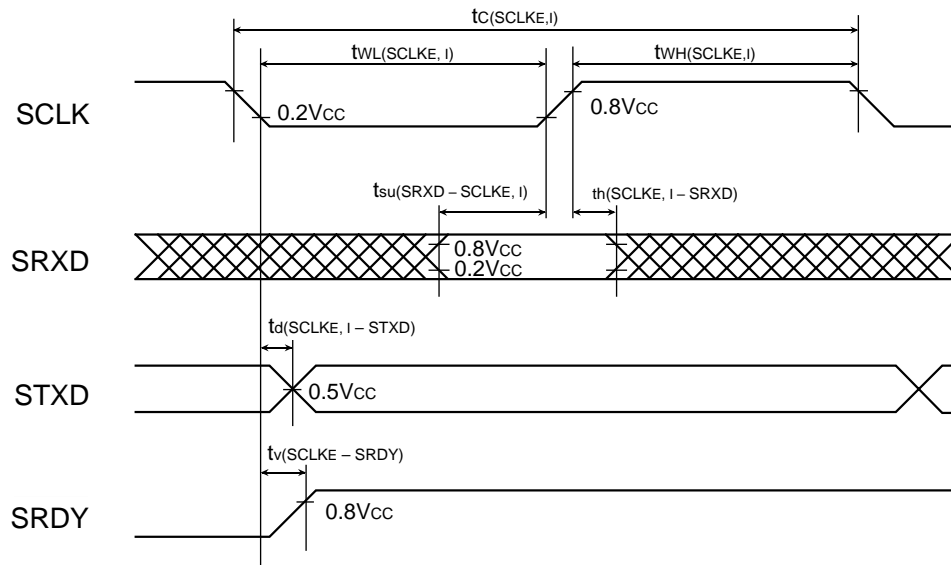 tC(SCLKE,I)
tWL(SCLKE, I)
tWH(SCLKE,I)
SCLK
0.2VCC
0.8VCC
tsu(SRXD – SCLKE, I)
th(SCLKE, I – SRXD)
SRXD
0.8VCC
0.2VCC
td(SCLKE, I – STXD)
STXD
0.5VCC
tv(SCLKE – SRDY)
SRDY
0.8VCC